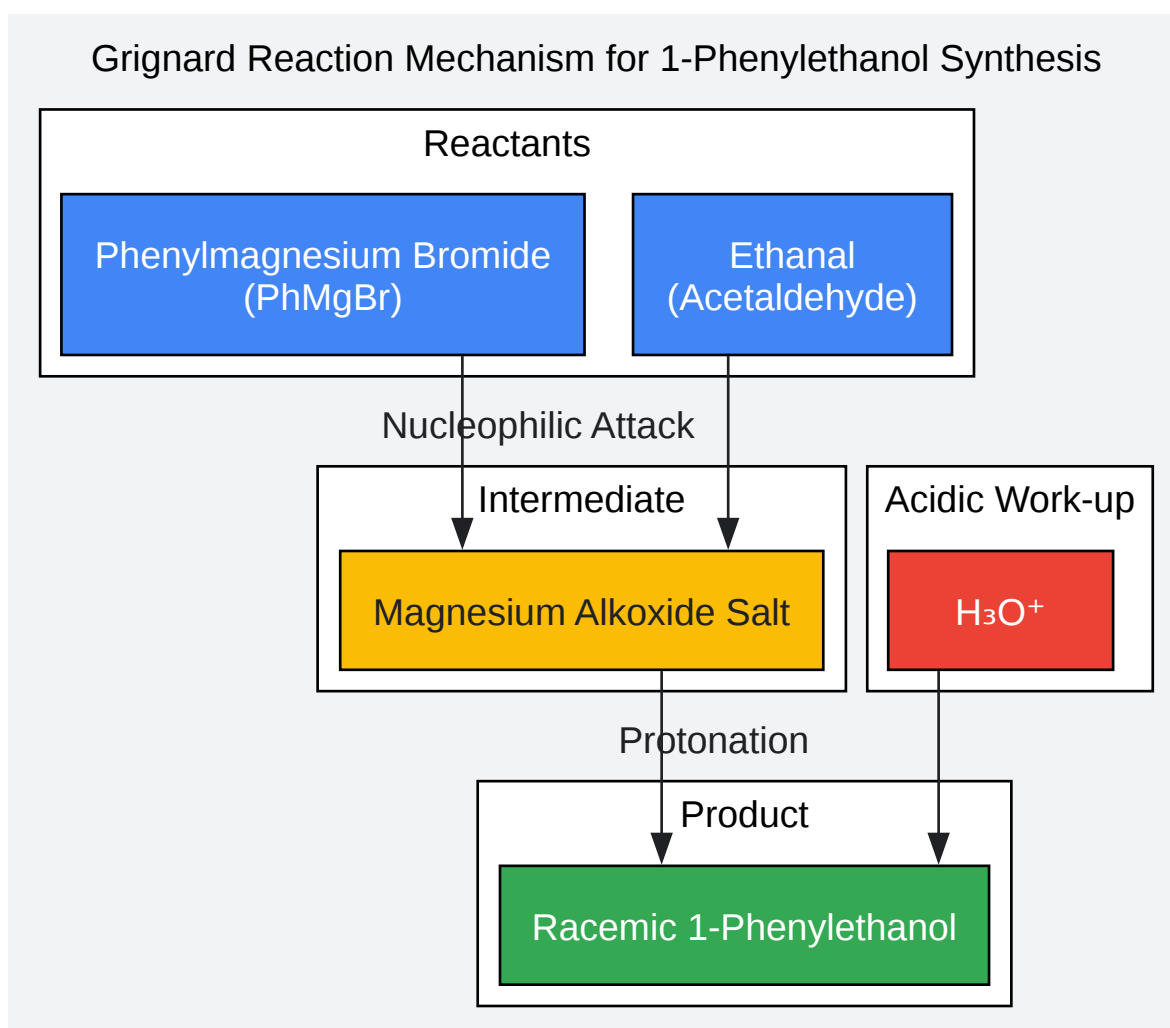 Grignard Reaction Mechanism for 1-Phenylethanol Synthesis
Reactants
Phenylmagnesium Bromide
(PhMgBr)
Ethanal
(Acetaldehyde)
Nucleophilic Attack
Intermediate
Magnesium Alkoxide Salt
Acidic Work-up
H₃O⁺
Protonation
Product
Racemic 1-Phenylethanol